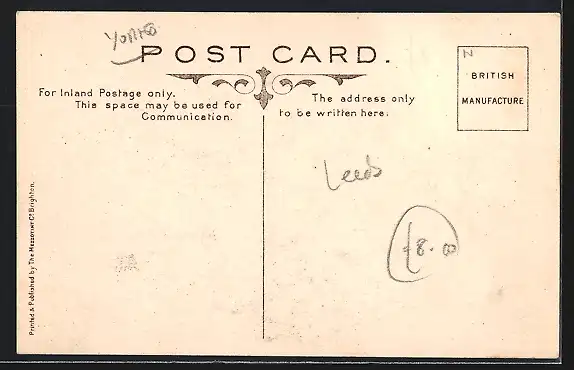 YORKS
POST CARD.
For Inland Postage only.
This space may be used for
Communication.
The address only
to be written here.
N
BRITISH
MANUFACTURE
Leeds
£8.00
Printed & Published by The Mezzotint Co Brighton.